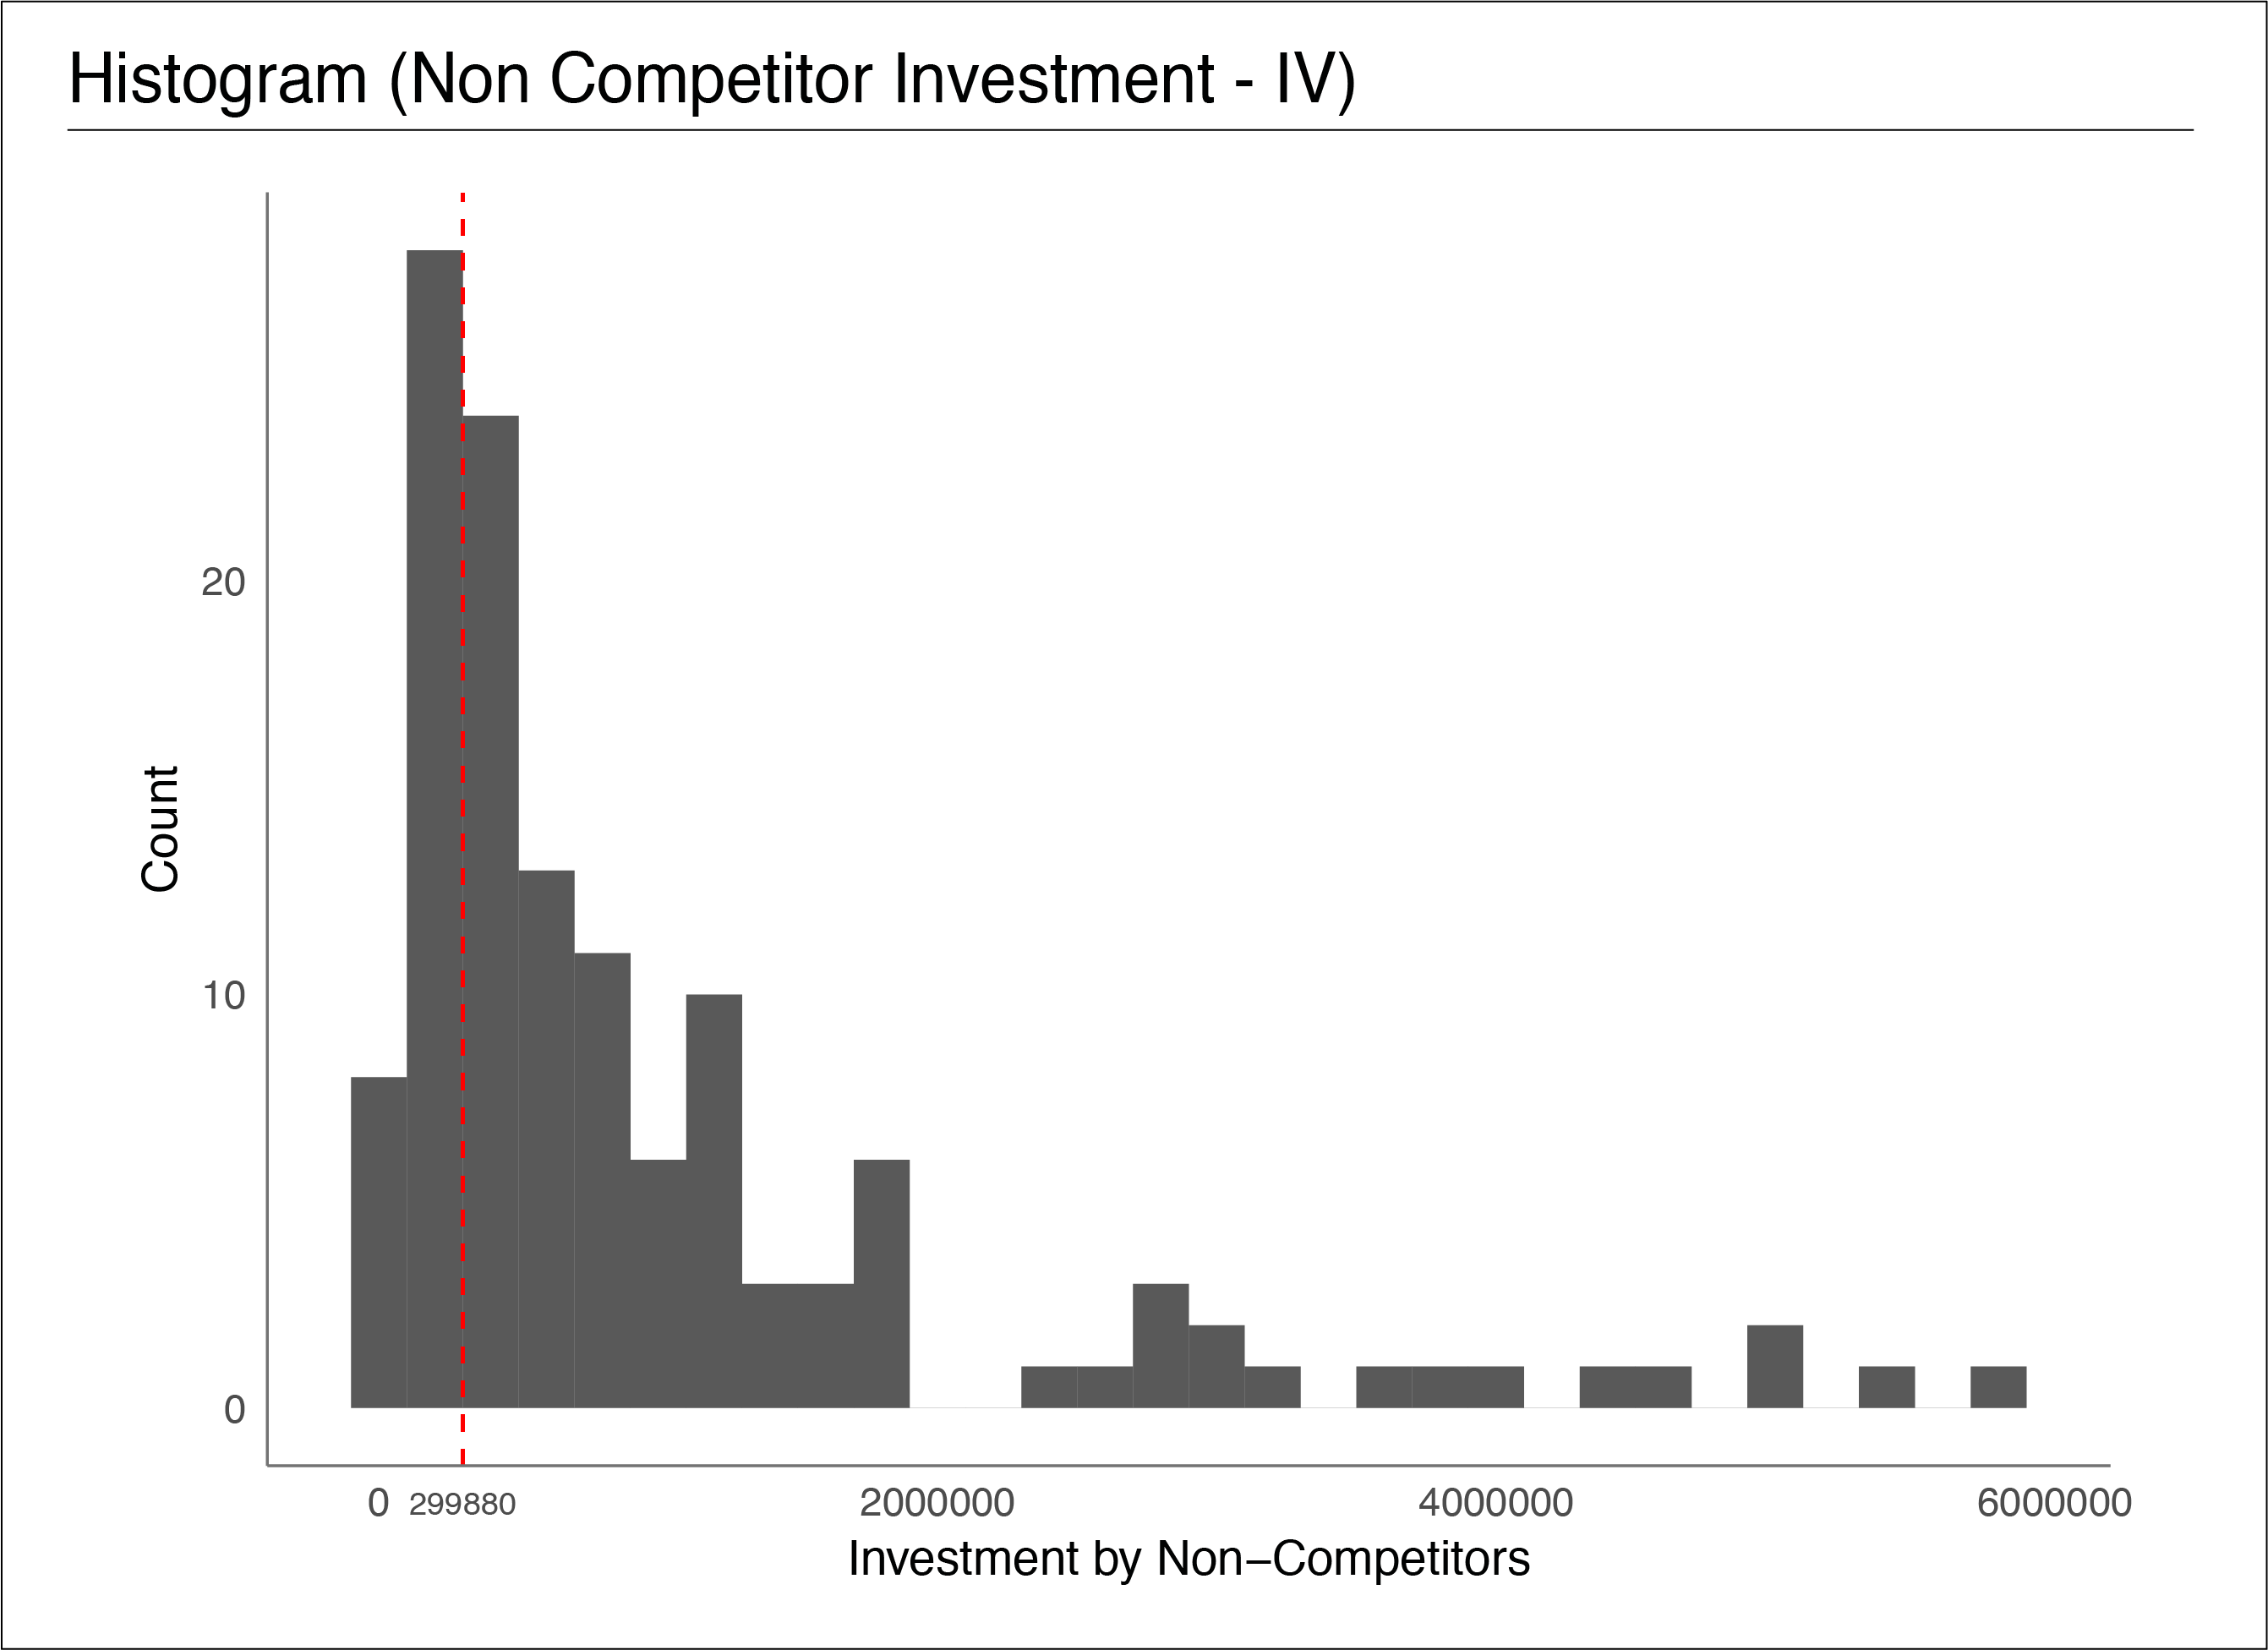 Histogram (Non Competitor Investment - IV)
Count
20
10
0
0 299880 2000000 4000000 6000000
Investment by Non−Competitors